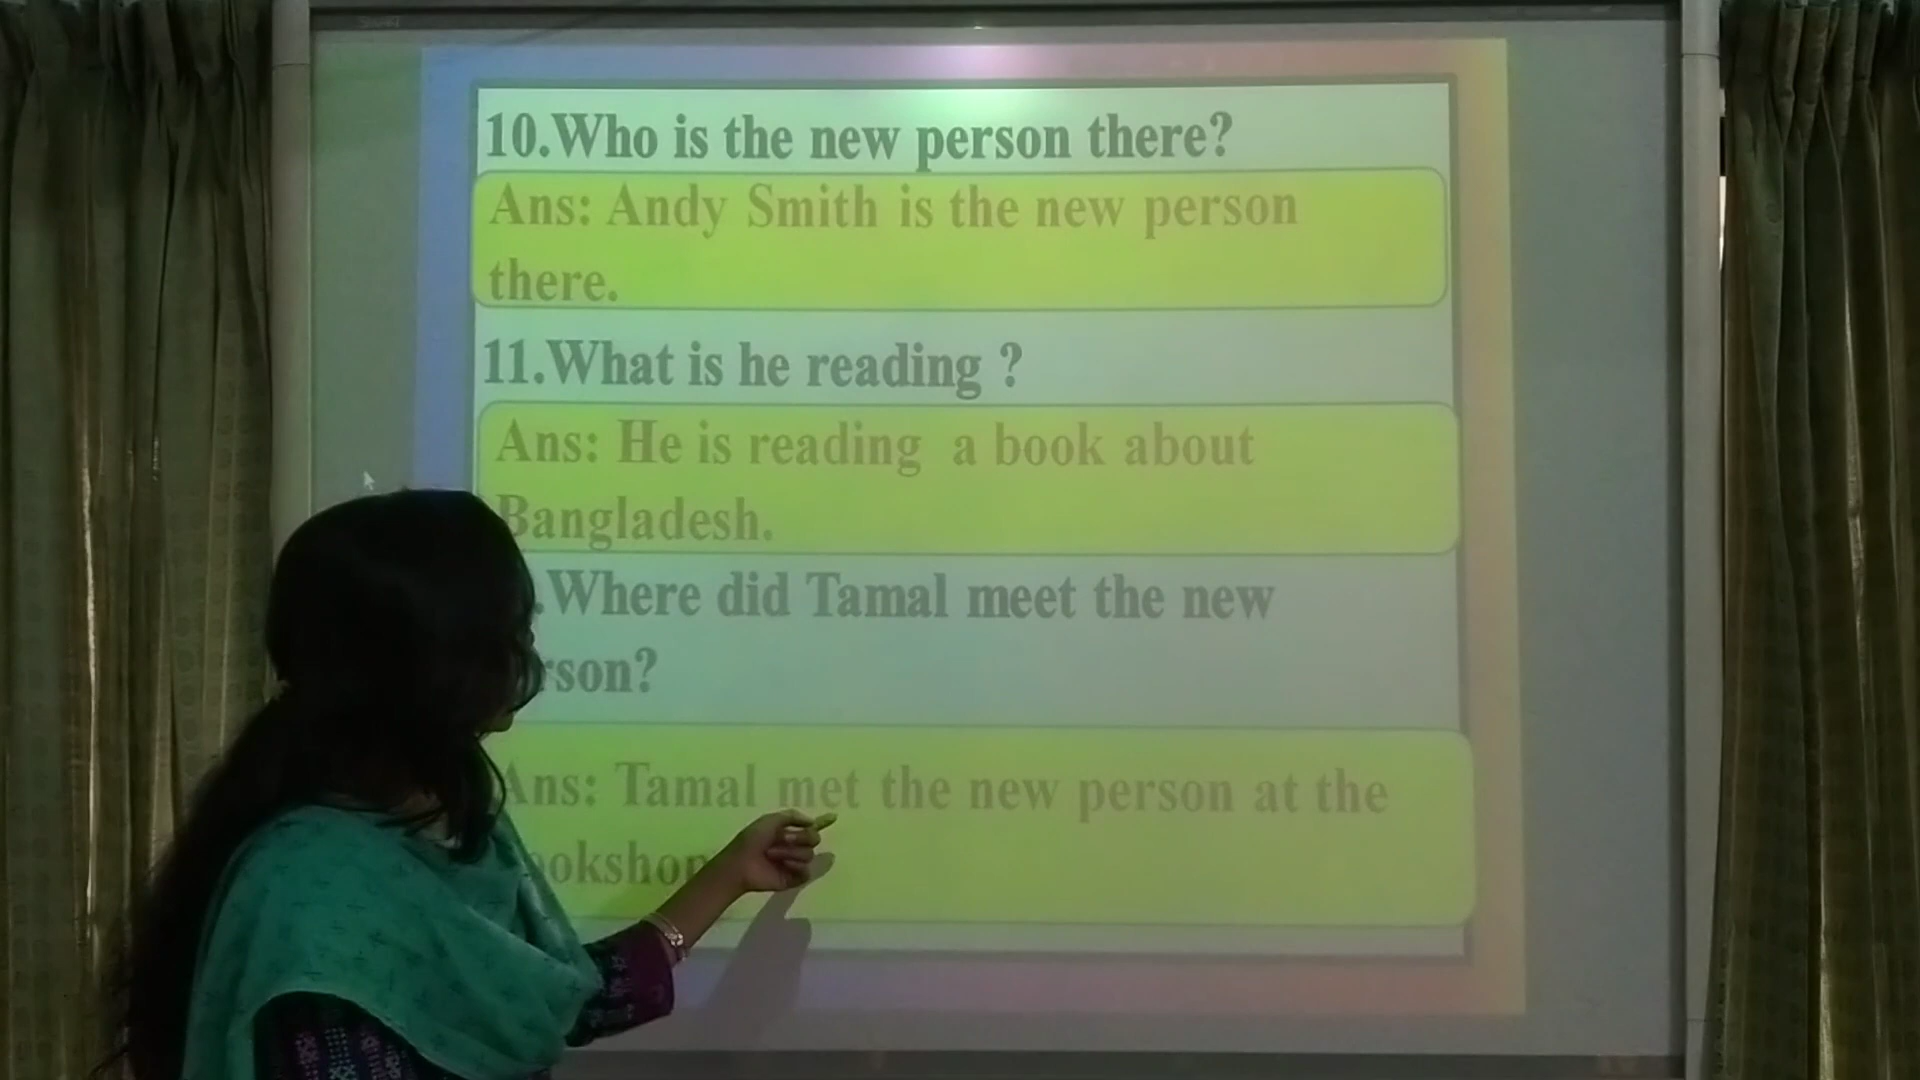 SMART
10.Who is the new person there?
Ans: Andy Smith is the new person
there.
11.What is he reading ?
Ans: He is reading a book about
Bangladesh.
.Where did Tamal meet the new
rson?
Ans: Tamal met the new person at the